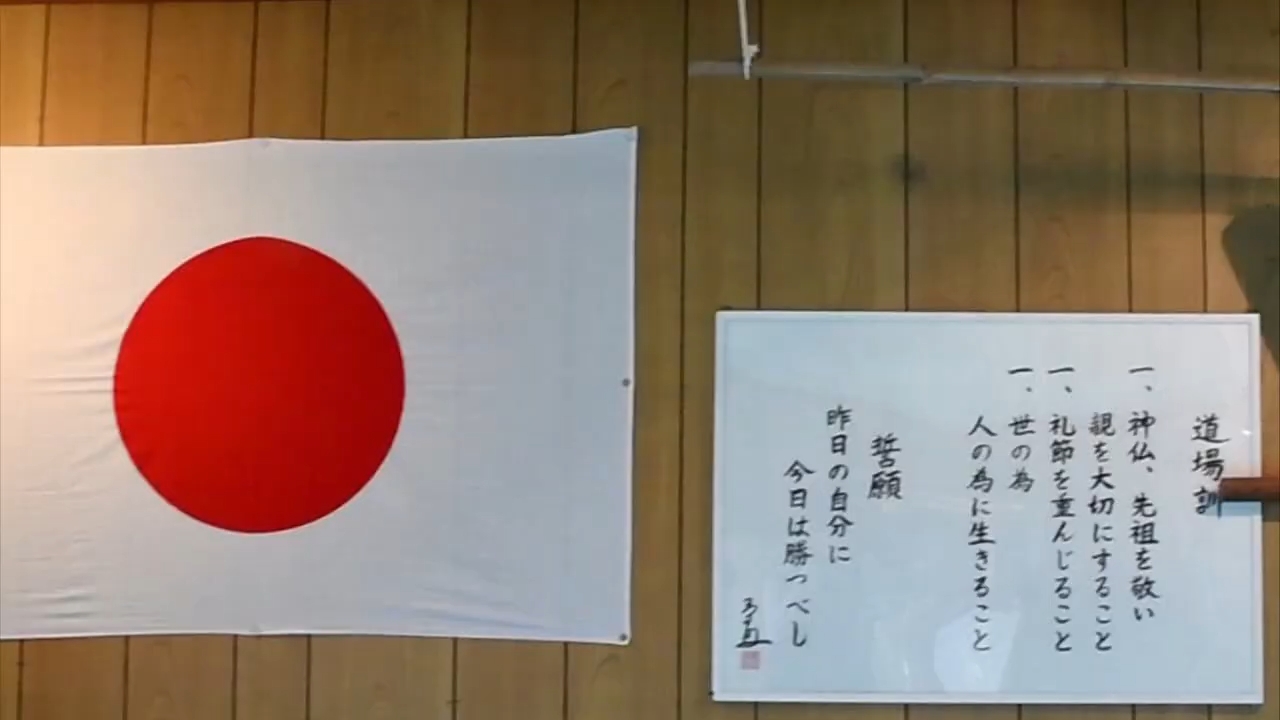 道場訓
一、神仏、先祖を敬い
親を大切にすること
一、礼節を重んじること
一、世の為
人の為に生きること
誓願
昨日の自分に
今日は勝つべし